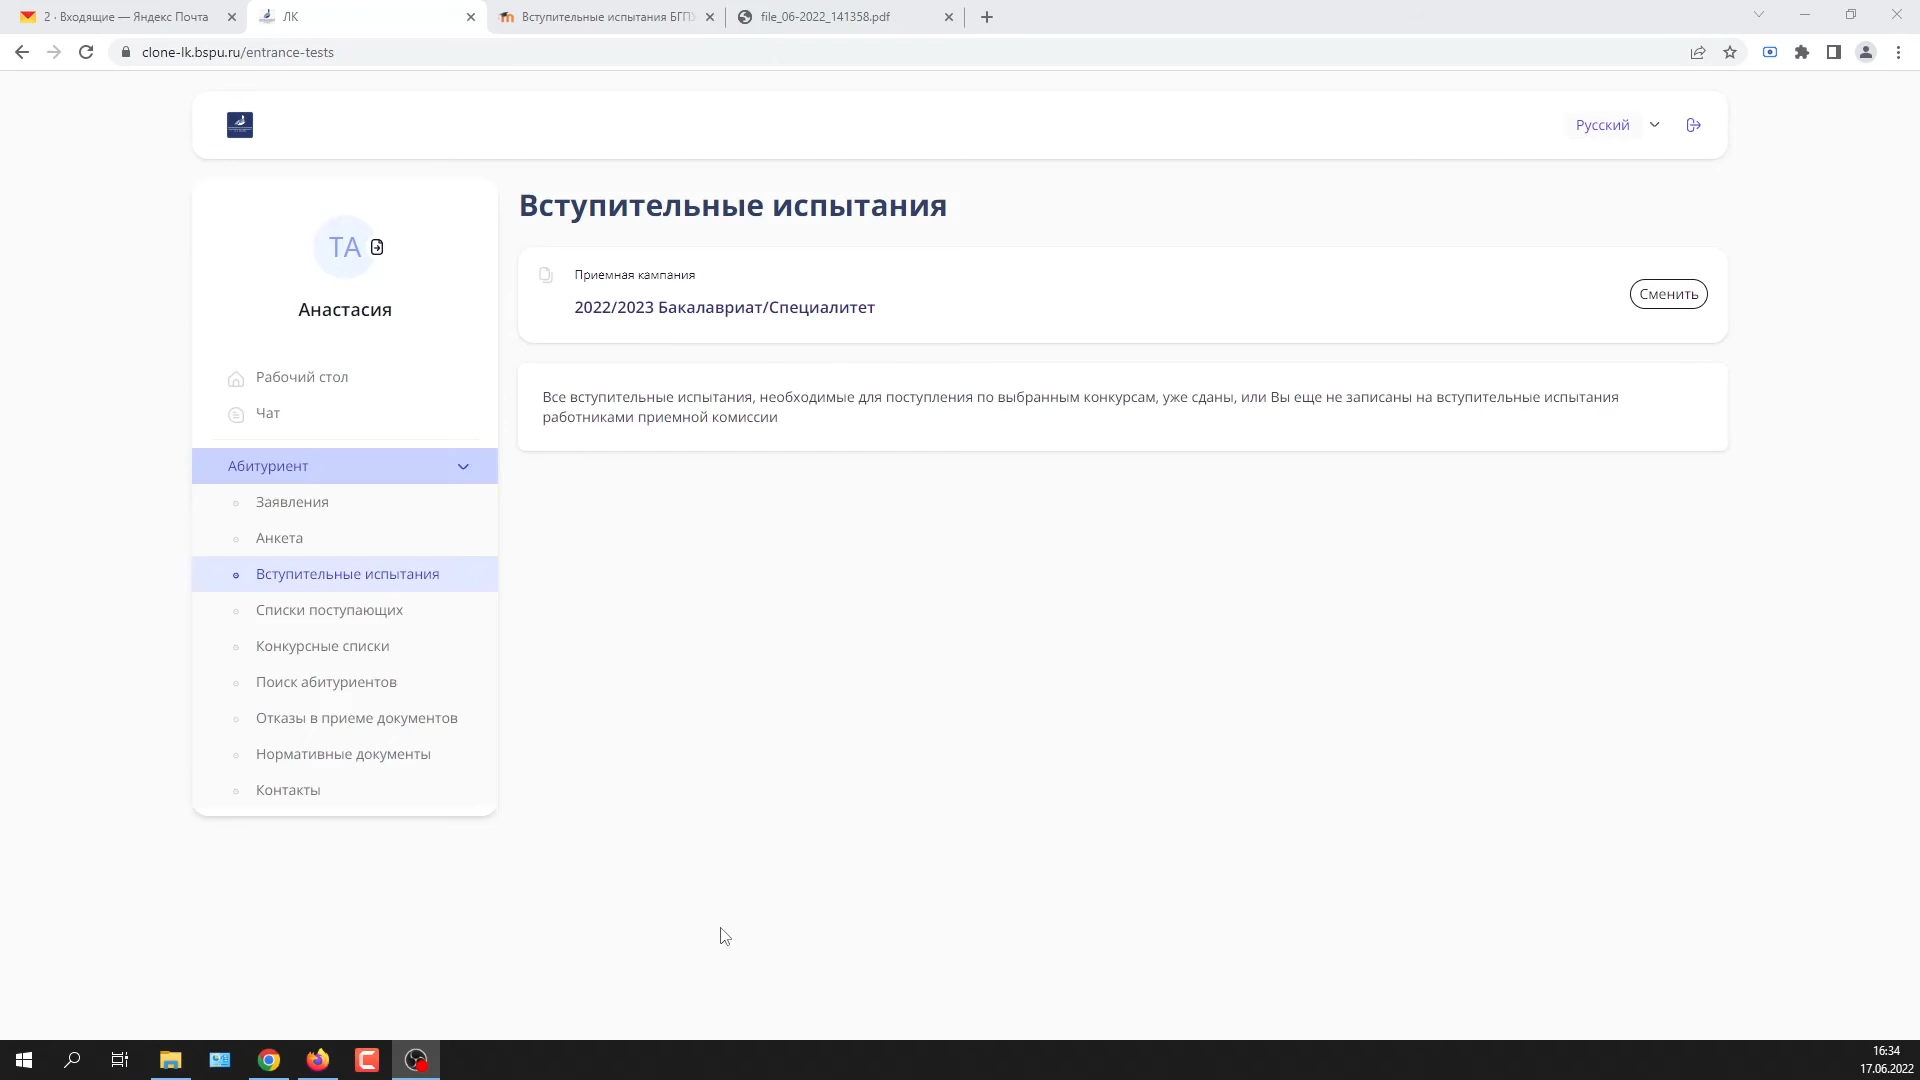 2 · Входящие — Яндекс Почта
ЛК
Вступительные испытания БГПУ
file_06-2022_141358.pdf
clone-lk.bspu.ru/entrance-tests
Русский
ТА
Анастасия
Рабочий стол
Чат
Абитуриент
Заявления
Анкета
Вступительные испытания
Списки поступающих
Конкурсные списки
Поиск абитуриентов
Отказы в приеме документов
Нормативные документы
Контакты
Вступительные испытания
Приемная кампания
2022/2023 Бакалавриат/Специалитет
Сменить
Все вступительные испытания, необходимые для поступления по выбранным конкурсам, уже сданы, или Вы еще не записаны на вступительные испытания
работниками приемной комиссии
16:34
17.06.2022